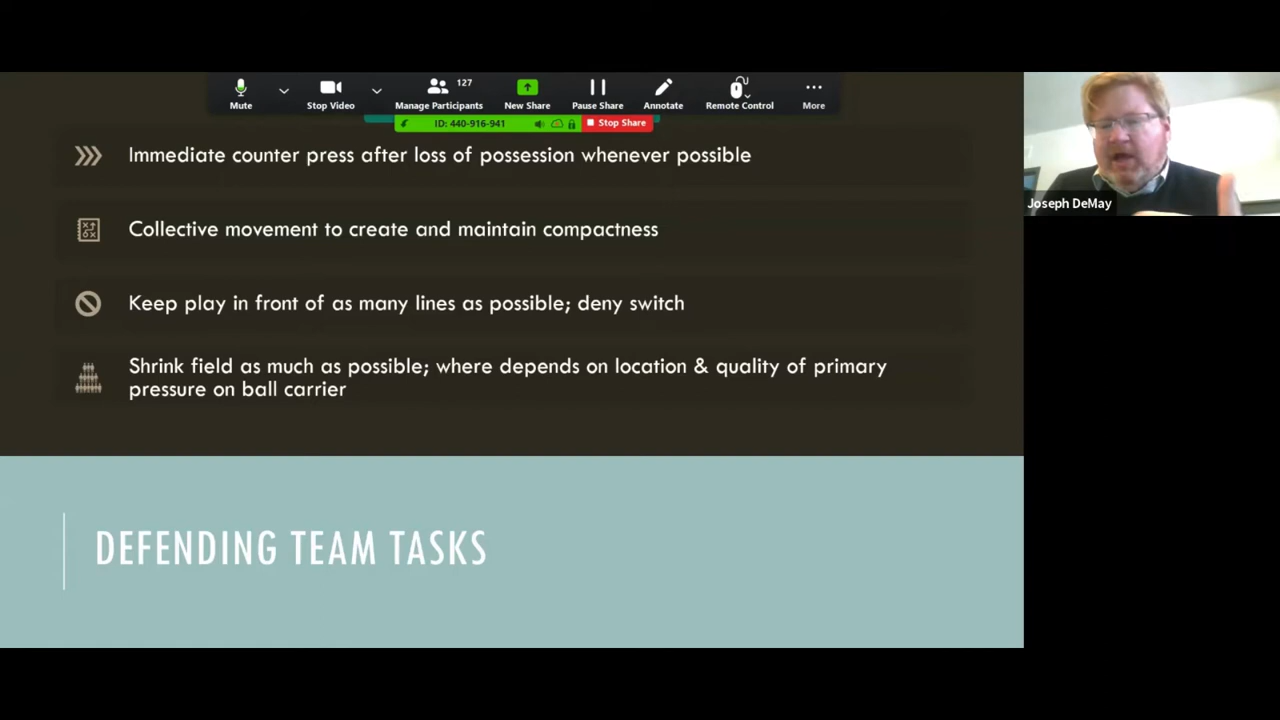 127
Mute
Stop Video
Manage Participants
New Share
Pause Share
Annotate
Remote Control
More
ID: 440-916-941
Stop Share
Immediate counter press after loss of possession whenever possible
Collective movement to create and maintain compactness
Keep play in front of as many lines as possible; deny switch
Shrink field as much as possible; where depends on location & quality of primary
pressure on ball carrier
DEFENDING TEAM TASKS
Joseph DeMay